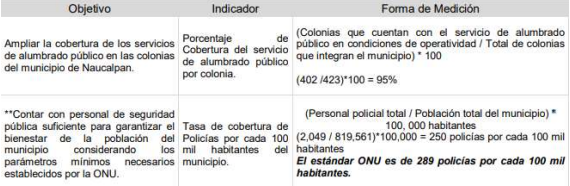 Objetivo
Indicador
Forma de Medición
Ampliar la cobertura de los servicios
de alumbrado público en las colonias
del municipio de Naucalpan.
Porcentaje de
Cobertura del servicio
de alumbrado público
por colonia.
(Colonias que cuentan con el servicio de alumbrado
público en condiciones de operatividad / Total de colonias
que integran el municipio) * 100
(402 /423)*100 = 95%
**Contar con personal de seguridad
pública suficiente para garantizar el
bienestar de la población del
municipio considerando los
parámetros mínimos necesarios
establecidos por la ONU.
Tasa de cobertura de
Policías por cada 100
mil habitantes del
municipio.
(Personal policial total / Población total del municipio) *
100, 000 habitantes
(2,049 / 819,561)*100,000 = 250 policías por cada 100 mil
habitantes
El estándar ONU es de 289 policías por cada 100 mil
habitantes.